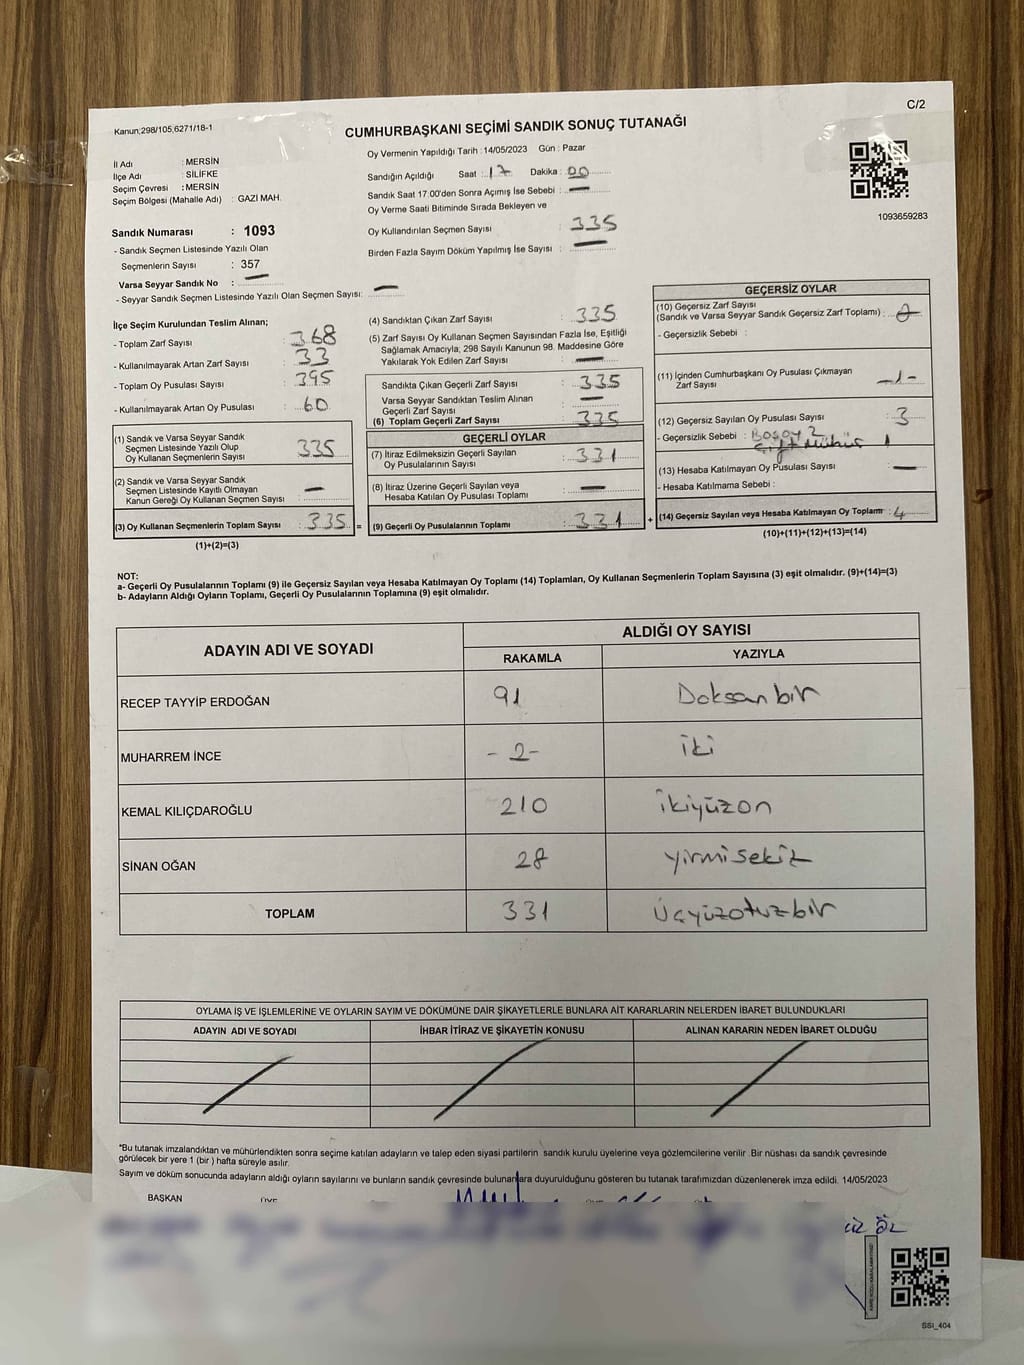 C/2
Kanun;298/105,6271/18-1
CUMHURBAŞKANI SEÇİMİ SANDIK SONUÇ TUTANAĞI
İl Adı : MERSİN
İlçe Adı : SİLİFKE
Seçim Çevresi : MERSİN
Seçim Bölgesi (Mahalle Adı) : GAZİ MAH.
Sandık Numarası : 1093
- Sandık Seçmen Listesinde Yazılı Olan
Seçmenlerin Sayısı : 357
Varsa Seyyar Sandık No : —
- Seyyar Sandık Seçmen Listesinde Yazılı Olan Seçmen Sayısı: —
Oy Vermenin Yapıldığı Tarih : 14/05/2023 Gün : Pazar
Sandığın Açıldığı Saat : 17 Dakika : 00
Sandık Saat 17.00'den Sonra Açımış İse Sebebi : —
Oy Verme Saati Bitiminde Sırada Bekleyen ve
Oy Kullandırılan Seçmen Sayısı : 335
Birden Fazla Sayım Döküm Yapılmış İse Sayısı : —
1093659283
İlçe Seçim Kurulundan Teslim Alınan;
- Toplam Zarf Sayısı : 368
- Kullanılmayarak Artan Zarf Sayısı : 33
- Toplam Oy Pusulası Sayısı : 395
- Kullanılmayarak Artan Oy Pusulası : 60
(1) Sandık ve Varsa Seyyar Sandık
Seçmen Listesinde Yazılı Olup
Oy Kullanan Seçmenlerin Sayısı : 335
(2) Sandık ve Varsa Seyyar Sandık
Seçmen Listesinde Kayıtlı Olmayan
Kanun Gereği Oy Kullanan Seçmen Sayısı : —
(3) Oy Kullanan Seçmenlerin Toplam Sayısı : 335 =
(1)+(2)=(3)
(4) Sandıktan Çıkan Zarf Sayısı : 335
(5) Zarf Sayısı Oy Kullanan Seçmen Sayısından Fazla İse, Eşitliği
Sağlamak Amacıyla; 298 Sayılı Kanunun 98. Maddesine Göre
Yakılarak Yok Edilen Zarf Sayısı : —
Sandıkta Çıkan Geçerli Zarf Sayısı : 335
Varsa Seyyar Sandıktan Teslim Alınan
Geçerli Zarf Sayısı : —
(6) Toplam Geçerli Zarf Sayısı : 335
GEÇERLİ OYLAR
(7) İtiraz Edilmeksizin Geçerli Sayılan
Oy Pusulalarının Sayısı : 331
(8) İtiraz Üzerine Geçerli Sayılan veya
Hesaba Katılan Oy Pusulası Toplamı : —
(9) Geçerli Oy Pusulalarının Toplamı : 331 +
GEÇERSİZ OYLAR
(10) Geçersiz Zarf Sayısı
(Sandık ve Varsa Seyyar Sandık Geçersiz Zarf Toplamı) :
- Geçersizlik Sebebi :
(11) İçinden Cumhurbaşkanı Oy Pusulası Çıkmayan
Zarf Sayısı -1-
(12) Geçersiz Sayılan Oy Pusulası Sayısı : 3
- Geçersizlik Sebebi : 2
Çift Mühür 1
(13) Hesaba Katılmayan Oy Pusulası Sayısı —
- Hesaba Katılmama Sebebi :
(14) Geçersiz Sayılan veya Hesaba Katılmayan Oy Toplamı : 4
(10)+(11)+(12)+(13)=(14)
NOT:
a- Geçerli Oy Pusulalarının Toplamı (9) ile Geçersiz Sayılan veya Hesaba Katılmayan Oy Toplamı (14) Toplamları, Oy Kullanan Seçmenlerin Toplam Sayısına (3) eşit olmalıdır. (9)+(14)=(3)
b- Adayların Aldığı Oyların Toplamı, Geçerli Oy Pusulalarının Toplamına (9) eşit olmalıdır.
ADAYIN ADI VE SOYADI
ALDIĞI OY SAYISI
RAKAMLA YAZIYLA
RECEP TAYYİP ERDOĞAN 91 Doksan bir
MUHARREM İNCE -2- iki
KEMAL KILIÇDAROĞLU 210 ikiyüzon
SİNAN OĞAN 28 yirmisekiz
TOPLAM 331 Üçyüzotuzbir
OYLAMA İŞ VE İŞLEMLERİNE VE OYLARIN SAYIM VE DÖKÜMÜNE DAİR ŞİKAYETLERLE BUNLARA AİT KARARLARIN NELERDEN İBARET BULUNDUKLARI
ADAYIN ADI VE SOYADI İHBAR İTİRAZ VE ŞİKAYETİN KONUSU ALINAN KARARIN NEDEN İBARET OLDUĞU
*Bu tutanak imzalandıktan ve mühürlendikten sonra seçime katılan adayların ve talep eden siyasi partilerin sandık kurulu üyelerine veya gözlemcilerine verilir .Bir nüshası da sandık çevresinde
görülecek bir yere 1 (bir ) hafta süreyle asılır.
Sayım ve döküm sonucunda adayların aldığı oyların sayılarını ve bunların sandık çevresinde bulunanlara duyurulduğunu gösteren bu tutanak tarafımızdan düzenlenerek imza edildi. 14/05/2023
BAŞKAN
SSI_404